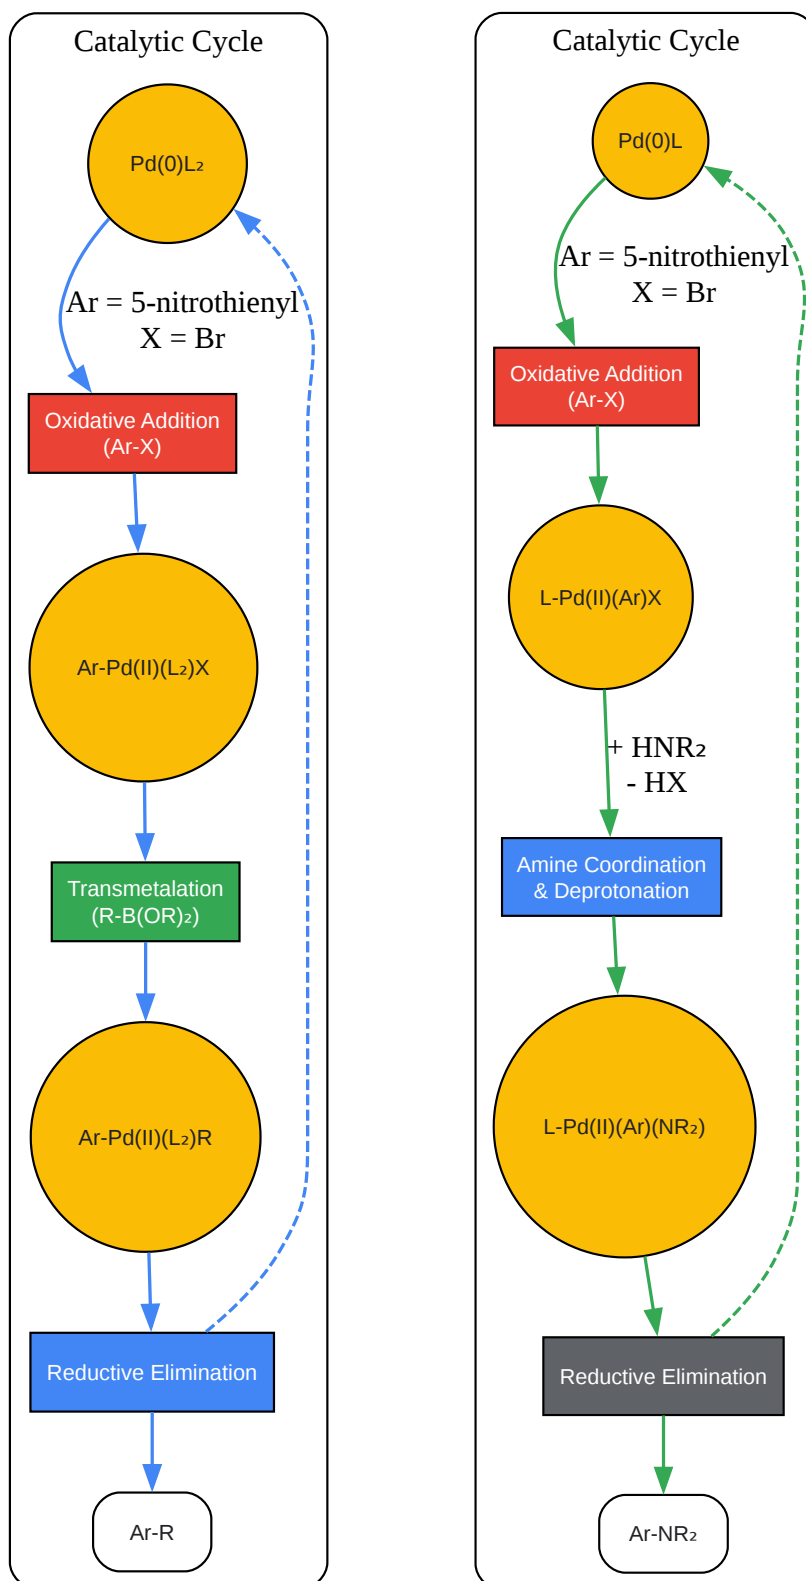 Catalytic Cycle
Pd(0)L₂
Ar = 5-nitrothienyl
X = Br
Oxidative Addition
(Ar-X)
Ar-Pd(II)(L₂)X
Transmetalation
(R-B(OR)₂)
Ar-Pd(II)(L₂)R
Reductive Elimination
Ar-R
Catalytic Cycle
Pd(0)L
Ar = 5-nitrothienyl
X = Br
Oxidative Addition
(Ar-X)
L-Pd(II)(Ar)X
+ HNR₂
- HX
Amine Coordination
& Deprotonation
L-Pd(II)(Ar)(NR₂)
Reductive Elimination
Ar-NR₂